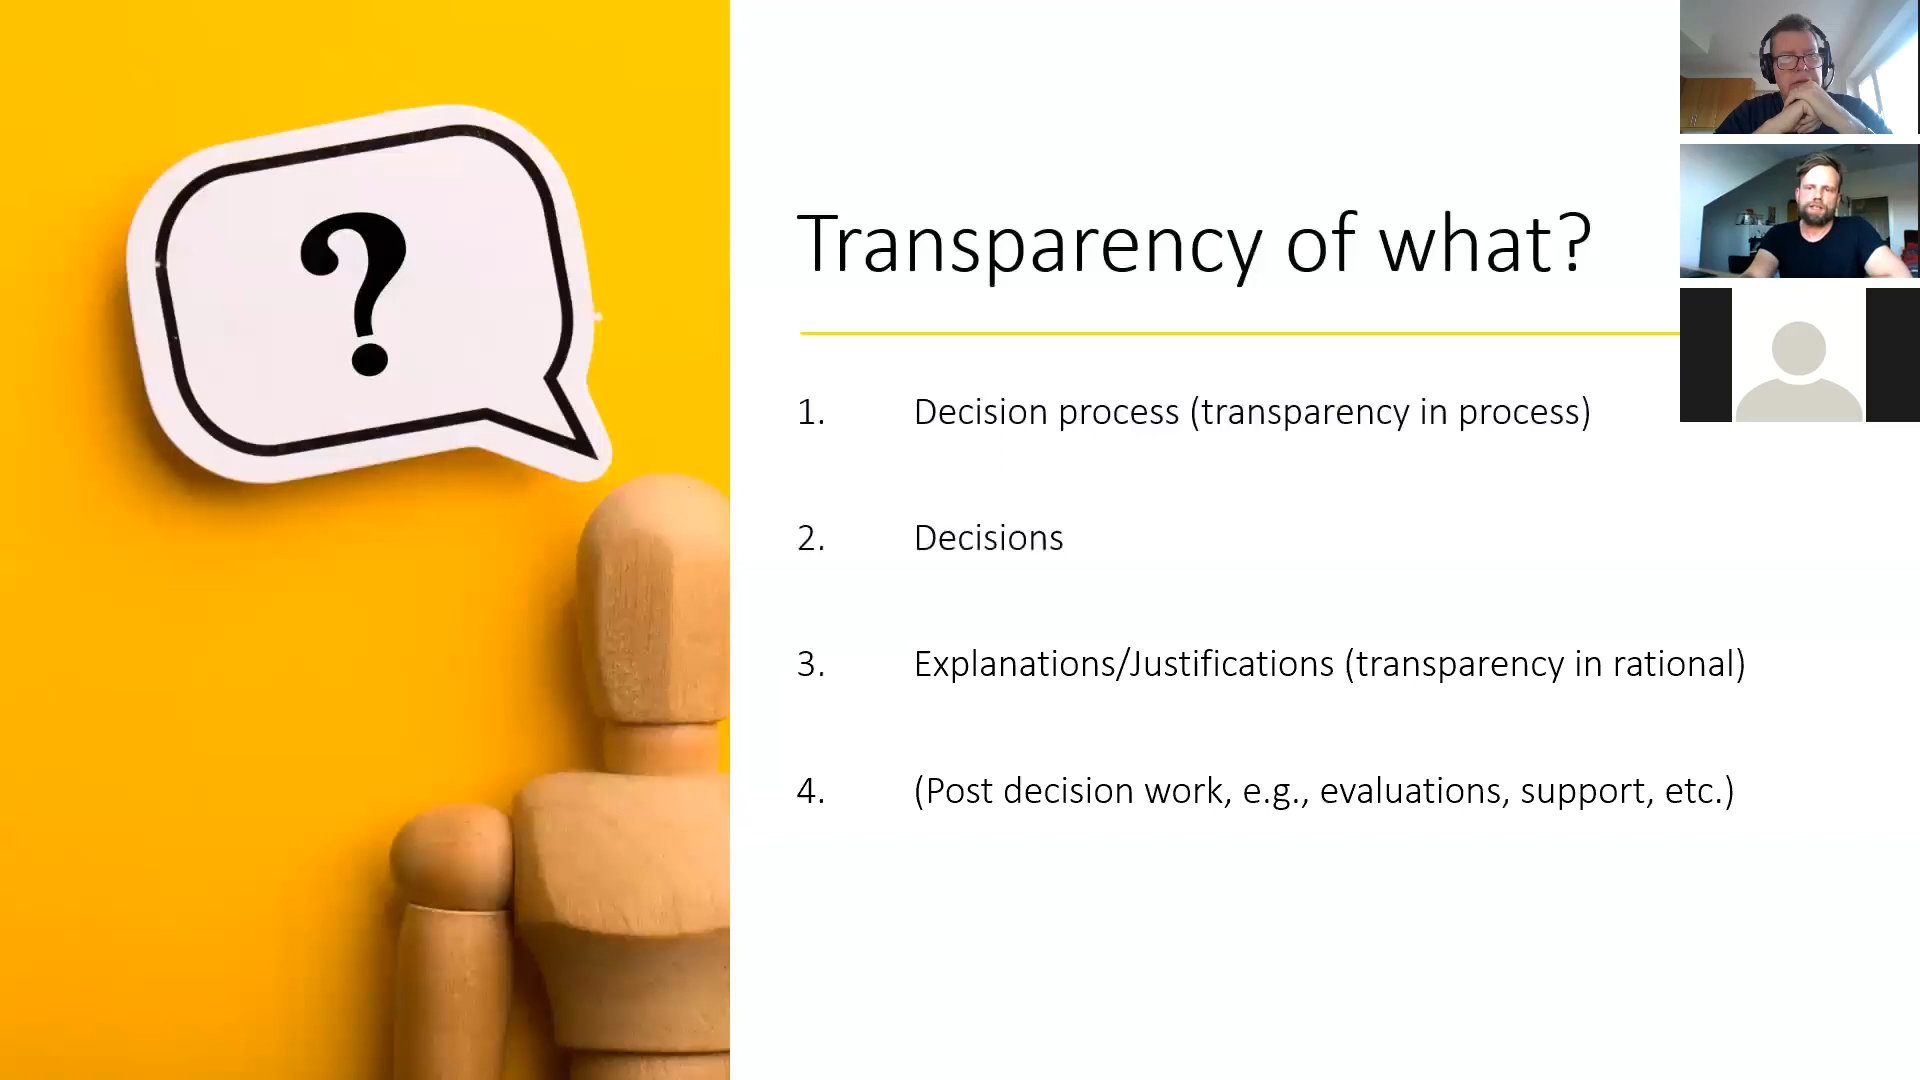 ?
Transparency of what?
1. Decision process (transparency in process)
2. Decisions
3. Explanations/Justifications (transparency in rational)
4. (Post decision work, e.g., evaluations, support, etc.)